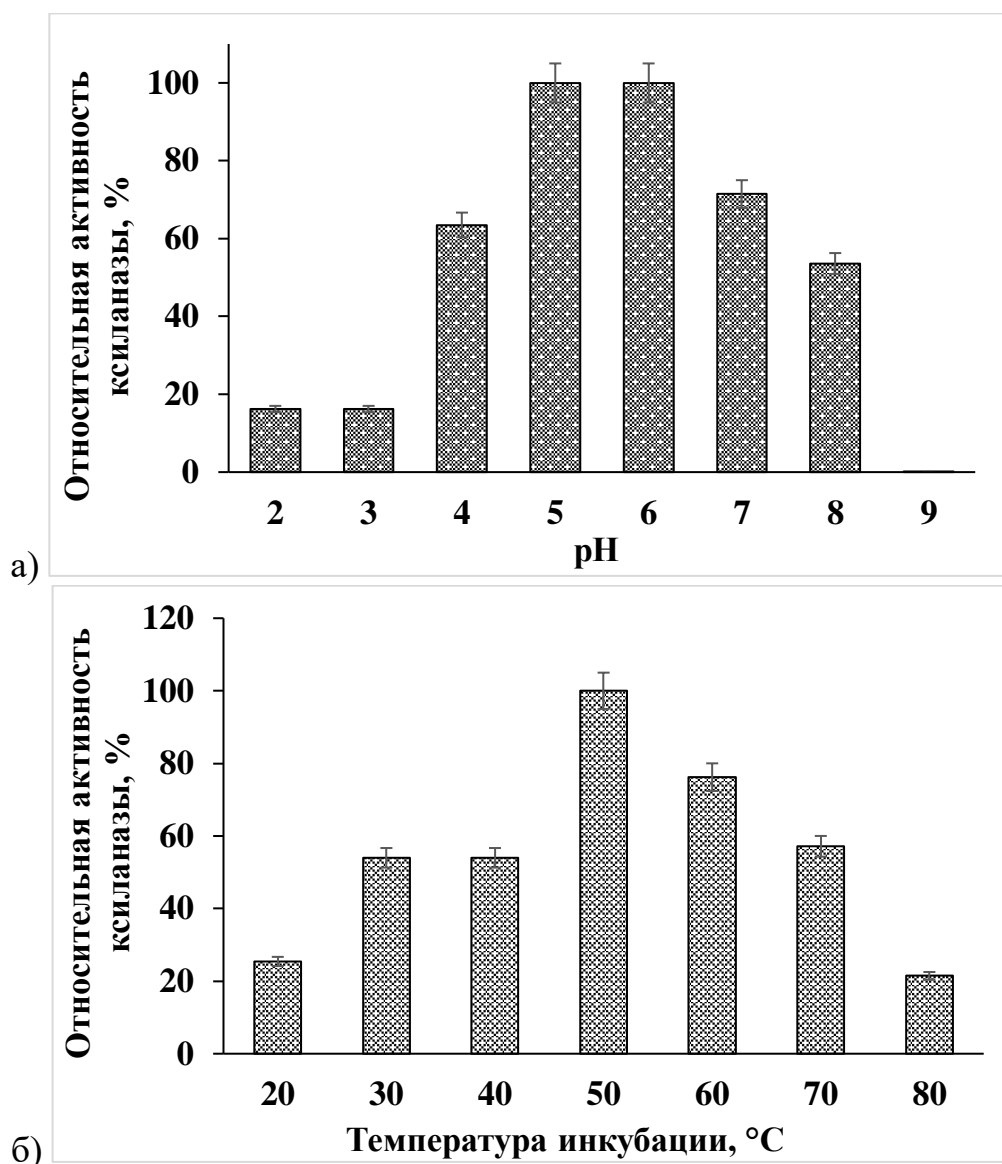 Относительная активность
ксиланазы, %
100
80
60
40
20
0
2 3 4 5 6 7 8 9
pH
а)
Относительная активность
ксиланазы, %
120
100
80
60
40
20
0
20 30 40 50 60 70 80
Температура инкубации, °С
б)